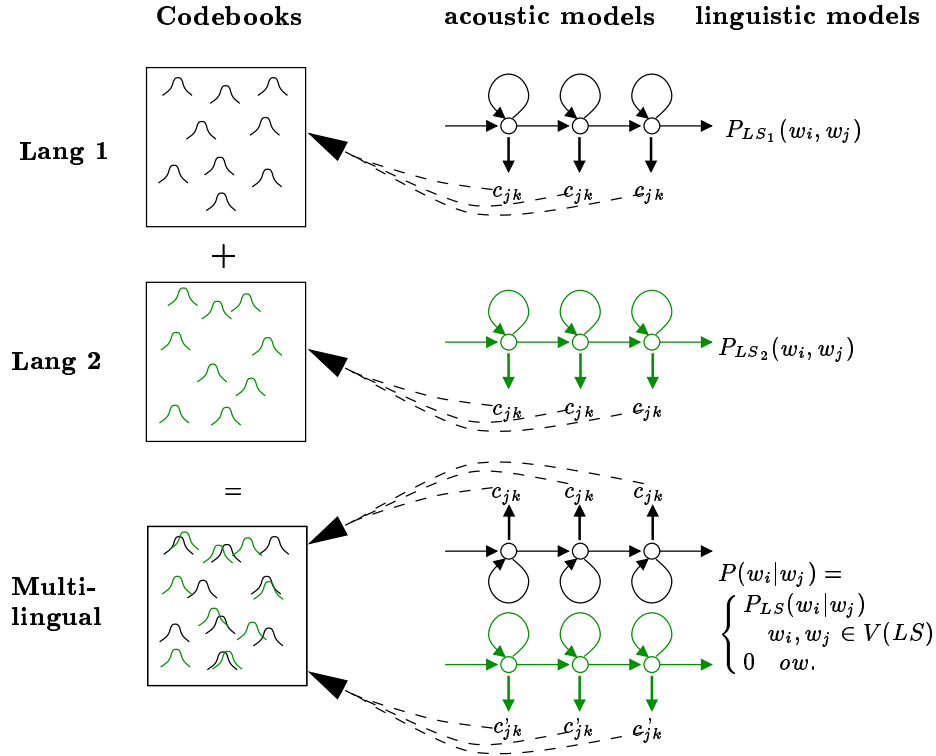 Codebooks acoustic models linguistic models
Lang 1
P_{LS_1}(w_i, w_j)
c_{jk} c_{jk} c_{jk}
+
Lang 2
P_{LS_2}(w_i, w_j)
c_{jk} c_{jk} c_{jk}
=
c_{jk} c_{jk} c_{jk}
Multi-
lingual
P(w_i|w_j) =
{ P_{LS}(w_i|w_j)
w_i, w_j ∈ V(LS)
0 ow.
c'_{jk} c'_{jk} c'_{jk}